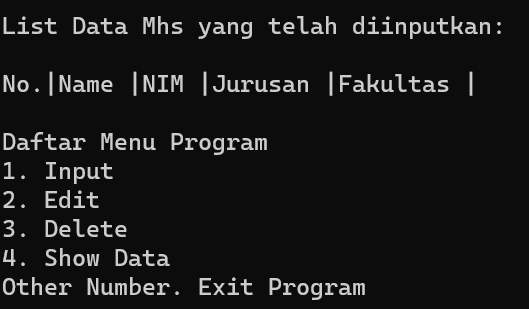 List Data Mhs yang telah diinputkan:
No.|Name |NIM |Jurusan |Fakultas |
Daftar Menu Program
1. Input
2. Edit
3. Delete
4. Show Data
Other Number. Exit Program